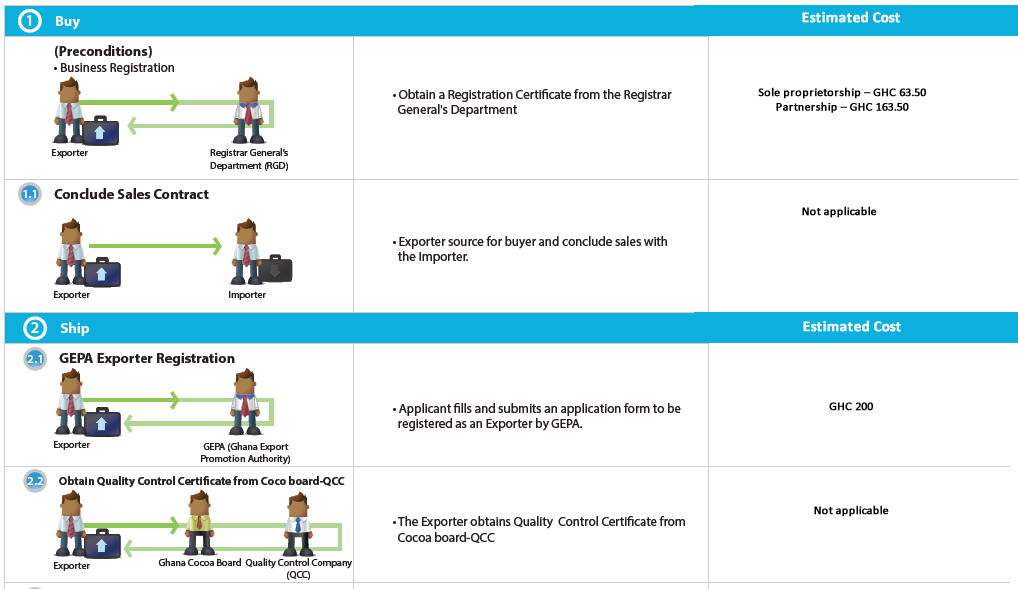 1 Buy Estimated Cost
(Preconditions)
• Business Registration
Exporter
Registrar General's
Department (RGD)
• Obtain a Registration Certificate from the Registrar
General's Department
Sole proprietorship – GHC 63.50
Partnership – GHC 163.50
1.1 Conclude Sales Contract
Exporter
Importer
• Exporter source for buyer and conclude sales with
the Importer.
Not applicable
2 Ship Estimated Cost
2.1 GEPA Exporter Registration
Exporter
GEPA (Ghana Export
Promotion Authority)
• Applicant fills and submits an application form to be
registered as an Exporter by GEPA.
GHC 200
2.2 Obtain Quality Control Certificate from Coco board-QCC
Exporter
Ghana Cocoa Board
Quality Control Company
(QCC)
• The Exporter obtains Quality Control Certificate from
Cocoa board-QCC
Not applicable